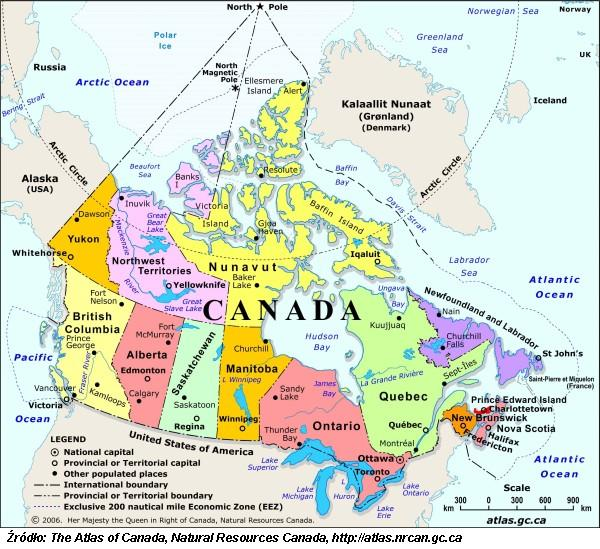 North Pole
Norwegian Sea
Norway
Polar
Ice
Greenland
Sea
UK
Russia
North
Magnetic
Pole
Arctic Ocean
Ellesmere
Island
Alert
Iceland
Bering Strait
Kalaallit Nunaat
(Grønland)
(Denmark)
Arctic Circle
Arctic Circle
Alaska
(USA)
Beaufort
Sea
Banks
I
Resolute
Baffin
Bay
Davis Strait
Inuvik
Victoria
Island
Baffin Island
Dawson
Great
Bear
Lake
Gjoa
Haven
Yukon
Mackenzie
River
Iqaluit
Labrador
Sea
Whitehorse
Northwest
Territories
Nunavut
Baker
Lake
Atlantic
Ocean
Yellowknife
Great
Slave Lake
Ungava
Bay
Fort
Nelson
CANADA
Kuujjuaq
Nain
Newfoundland and Labrador
British
Columbia
Fort
McMurray
Hudson
Bay
Churchill
Falls
Prince
George
Pacific
Ocean
Alberta
Saskatchewan
Churchill
St John's
Edmonton
Manitoba
James
Bay
La Grande Rivière
Sept-Îles
Saint-Pierre et Miquelon
(France)
Fraser River
L Winnipeg
Vancouver
Victoria
Kamloops
Calgary
Saskatoon
Sandy
Lake
Quebec
Prince Edward Island
Charlottetown
Regina
Winnipeg
Ontario
New Brunswick
Nova Scotia
Québec
Fredericton
Halifax
United States of America
Thunder
Bay
Montréal
Ottawa
Toronto
Lake
Superior
Lake
Michigan
L
Huron
Lake
Ontario
Lake
Erie
Atlantic
Ocean
LEGEND
National capital
Provincial or Territorial capital
Other populated places
International boundary
Provincial or Territorial boundary
Exclusive 200 nautical mile Economic Zone (EEZ)
Scale
300 0 300 600 900
km km
© 2006. Her Majesty the Queen in Right of Canada, Natural Resources Canada.
atlas.gc.ca
Źródło: The Atlas of Canada, Natural Resources Canada, http://atlas.nrcan.gc.ca